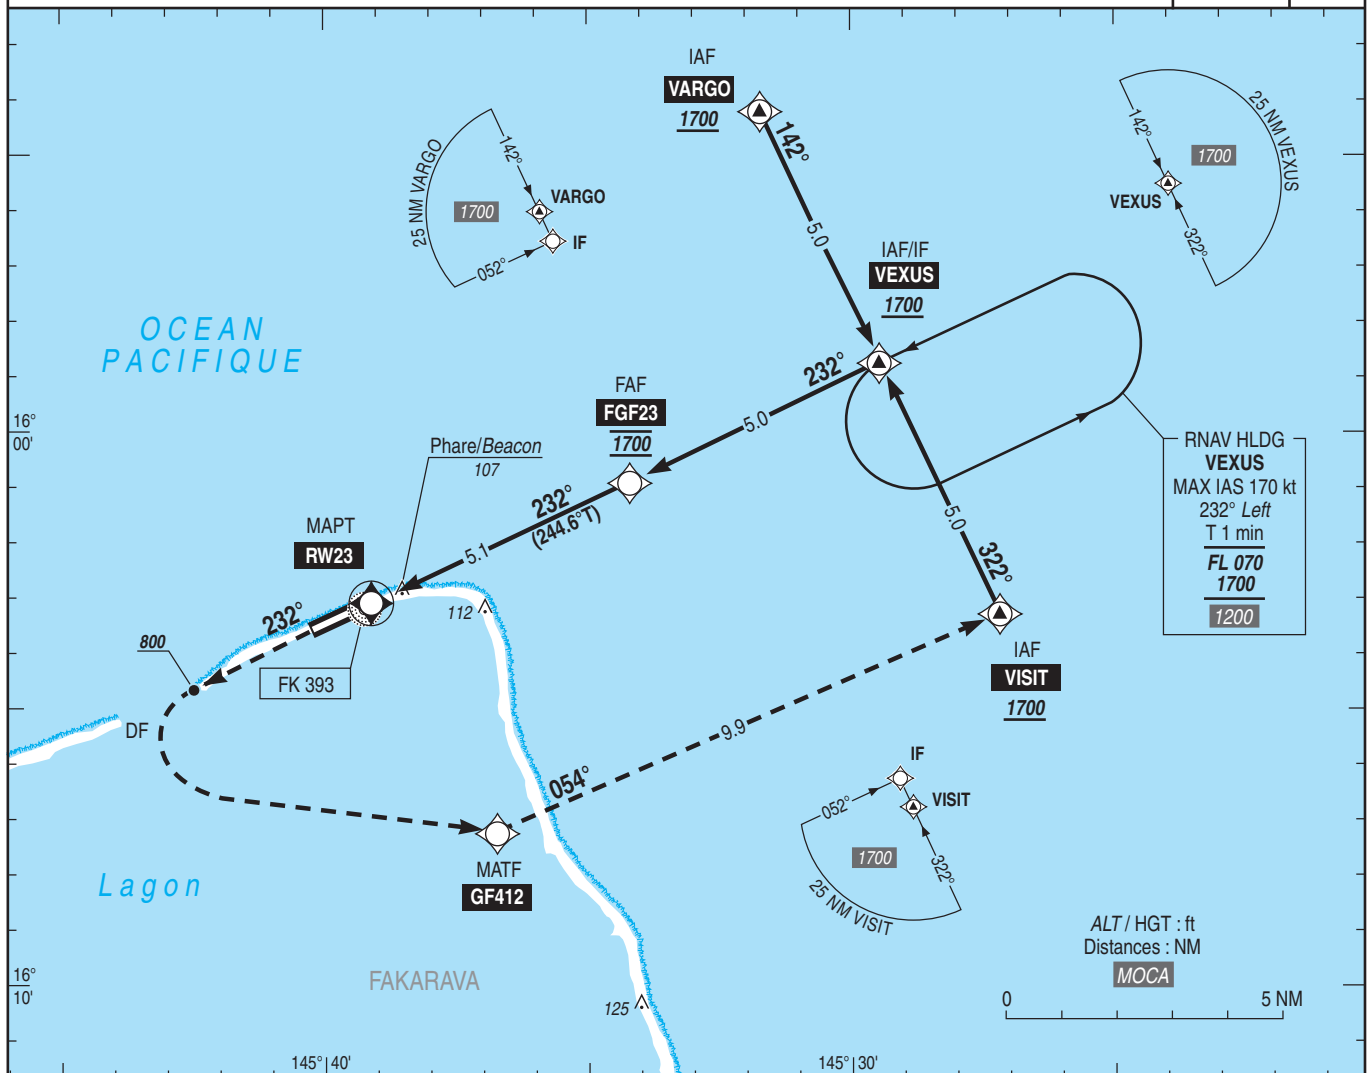 IAF
VARGO
1700
142°
5.0
25 NM VARGO
142°
1700
VARGO
IF
052°
142°
25 NM VEXUS
1700
VEXUS
322°
IAF/IF
VEXUS
1700
OCEAN
PACIFIQUE
232°
5.0
FAF
FGF23
1700
16°
00'
Phare/Beacon
107
232°
(244.6°T)
5.1
RNAV HLDG
VEXUS
MAX IAS 170 kt
232° Left
T 1 min
FL 070
1700
1200
5.0
322°
MAPT
RW23
112
232°
800
FK 393
IAF
VISIT
1700
DF
9.9
054°
IF
052°
VISIT
1700
322°
25 NM VISIT
MATF
GF412
Lagon
ALT / HGT : ft
Distances : NM
MOCA
FAKARAVA
16°
10'
125
0 5 NM
145° 40'
145° 30'